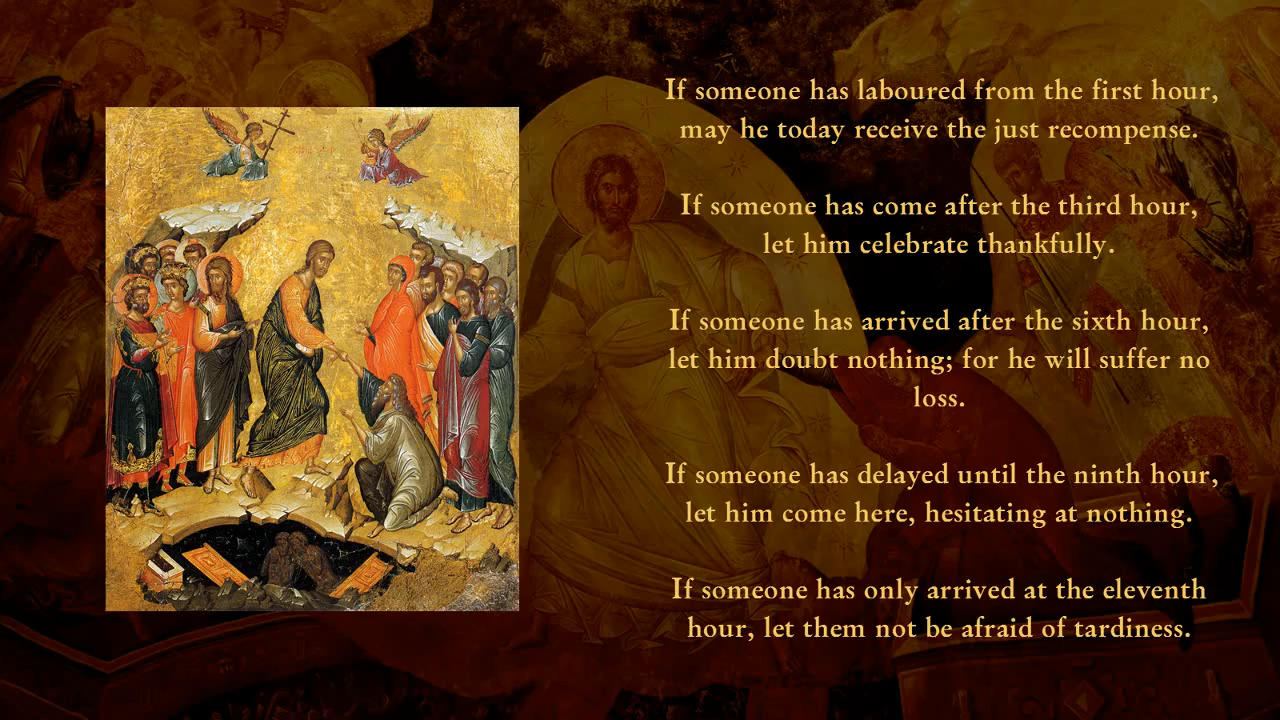 If someone has laboured from the first hour,
may he today receive the just recompense.
If someone has come after the third hour,
let him celebrate thankfully.
If someone has arrived after the sixth hour,
let him doubt nothing; for he will suffer no
loss.
If someone has delayed until the ninth hour,
let him come here, hesitating at nothing.
If someone has only arrived at the eleventh
hour, let them not be afraid of tardiness.